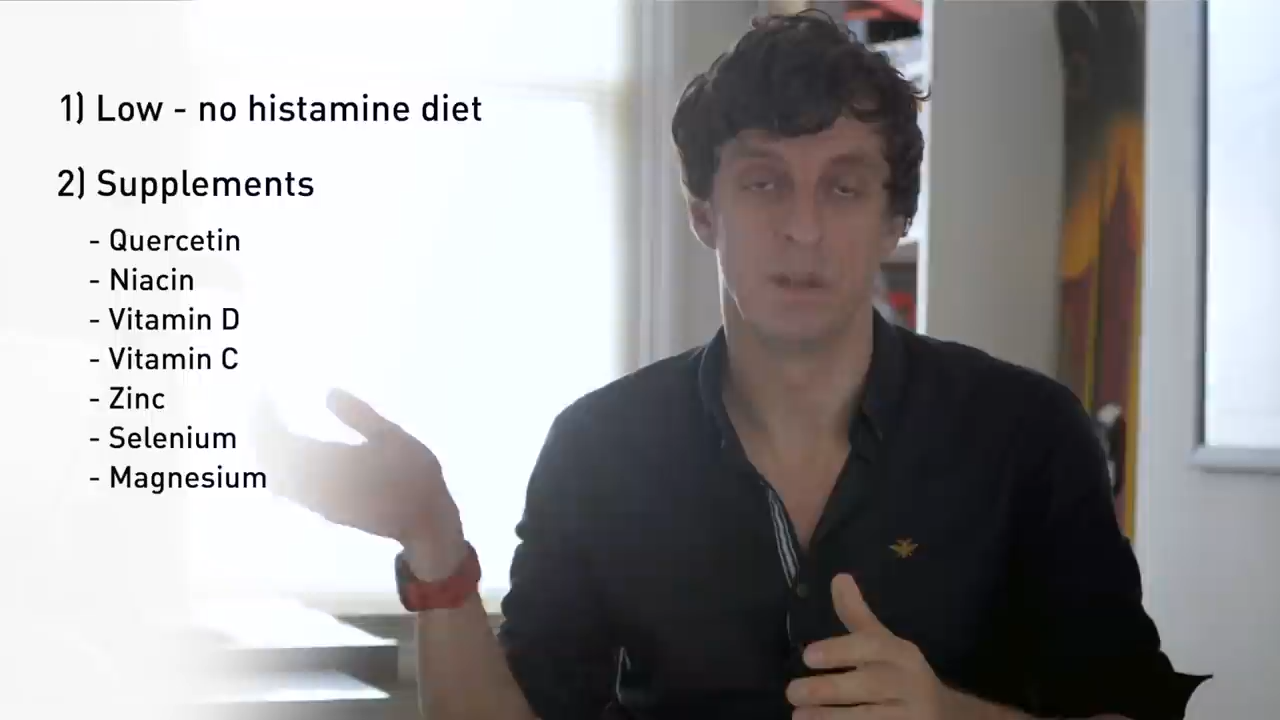 1) Low - no histamine diet
2) Supplements
- Quercetin
- Niacin
- Vitamin D
- Vitamin C
- Zinc
- Selenium
- Magnesium